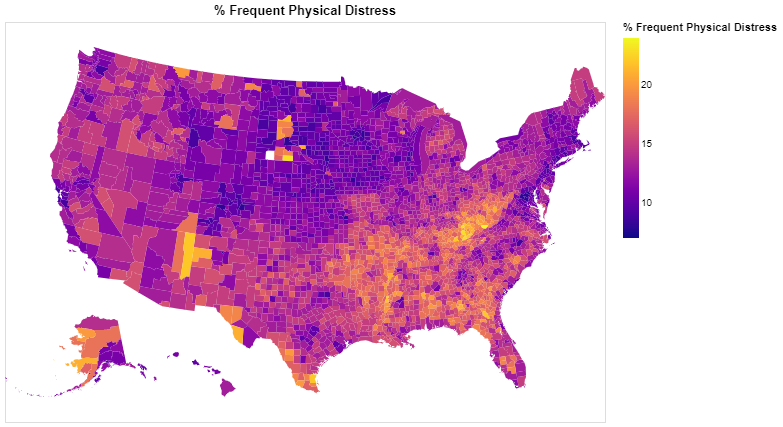 % Frequent Physical Distress
% Frequent Physical Distress
20
15
10